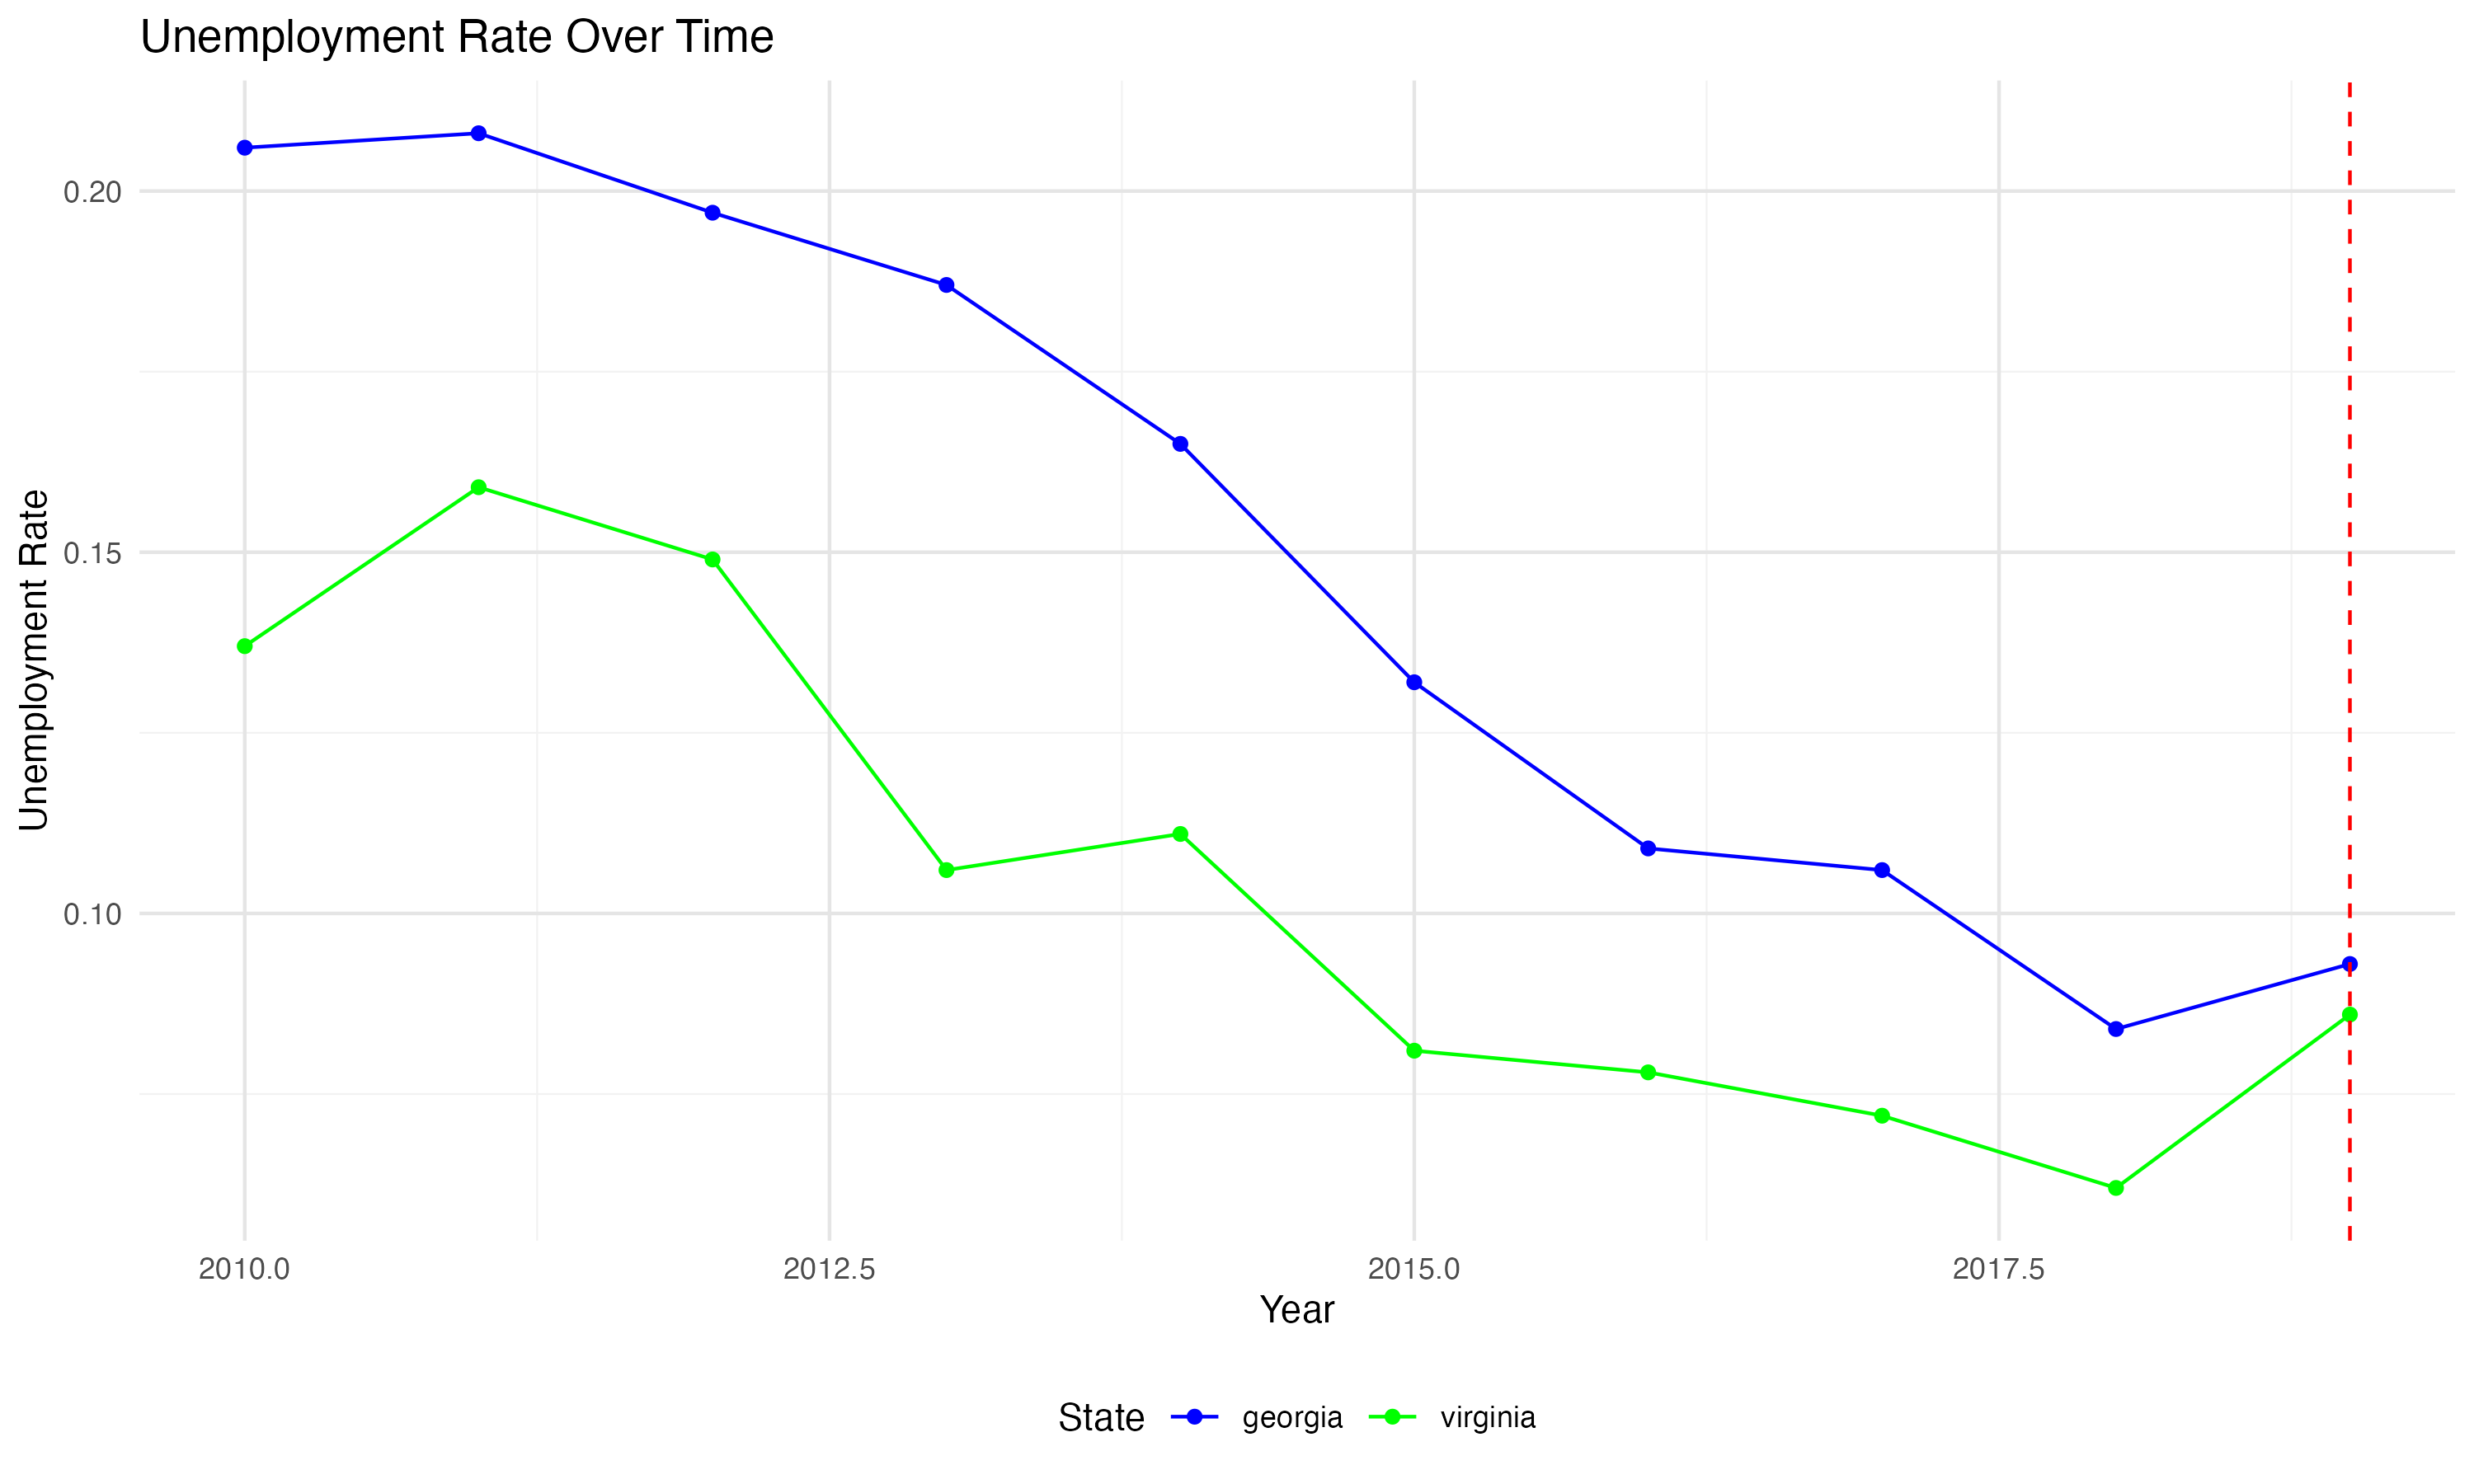 Unemployment Rate Over Time
Unemployment Rate
0.20
0.15
0.10
2010.0 2012.5 2015.0 2017.5
Year
State georgia virginia